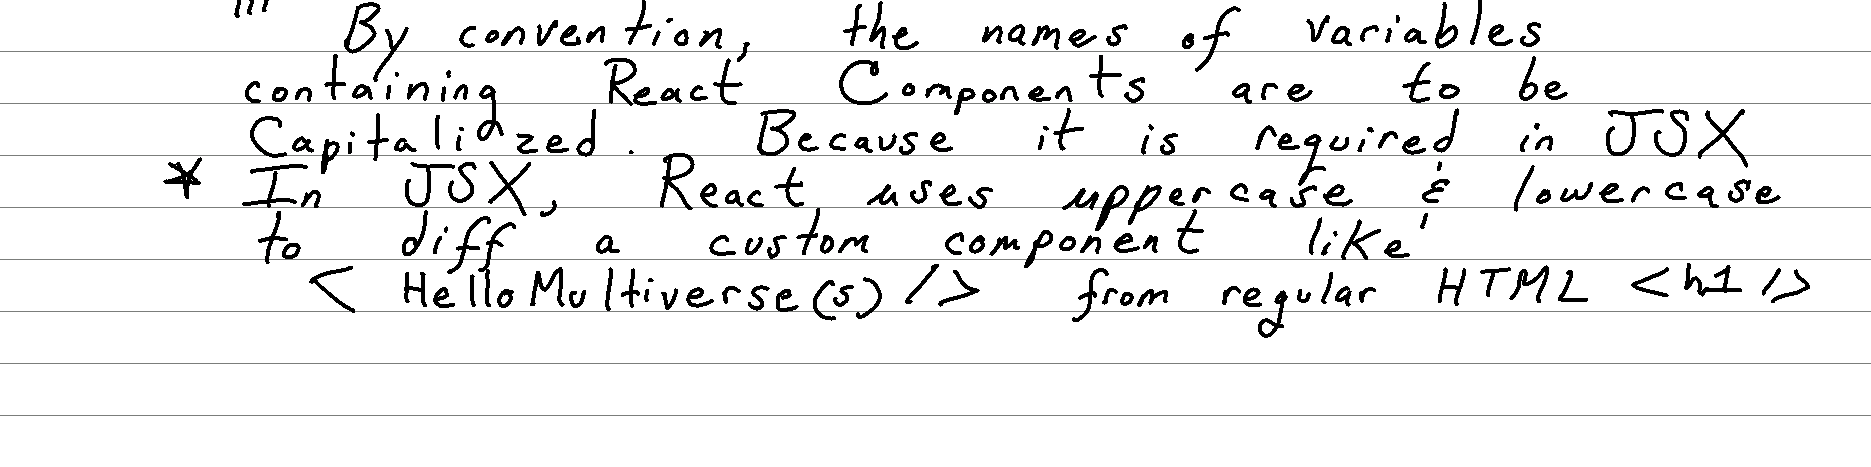 By convention, the names of variables
containing React Components are to be
Capitalized. Because it is required in JSX
* In JSX, React uses uppercase & lowercase
to diff a custom component like
< HelloMultiverse(s) /> from regular HTML <h1 />